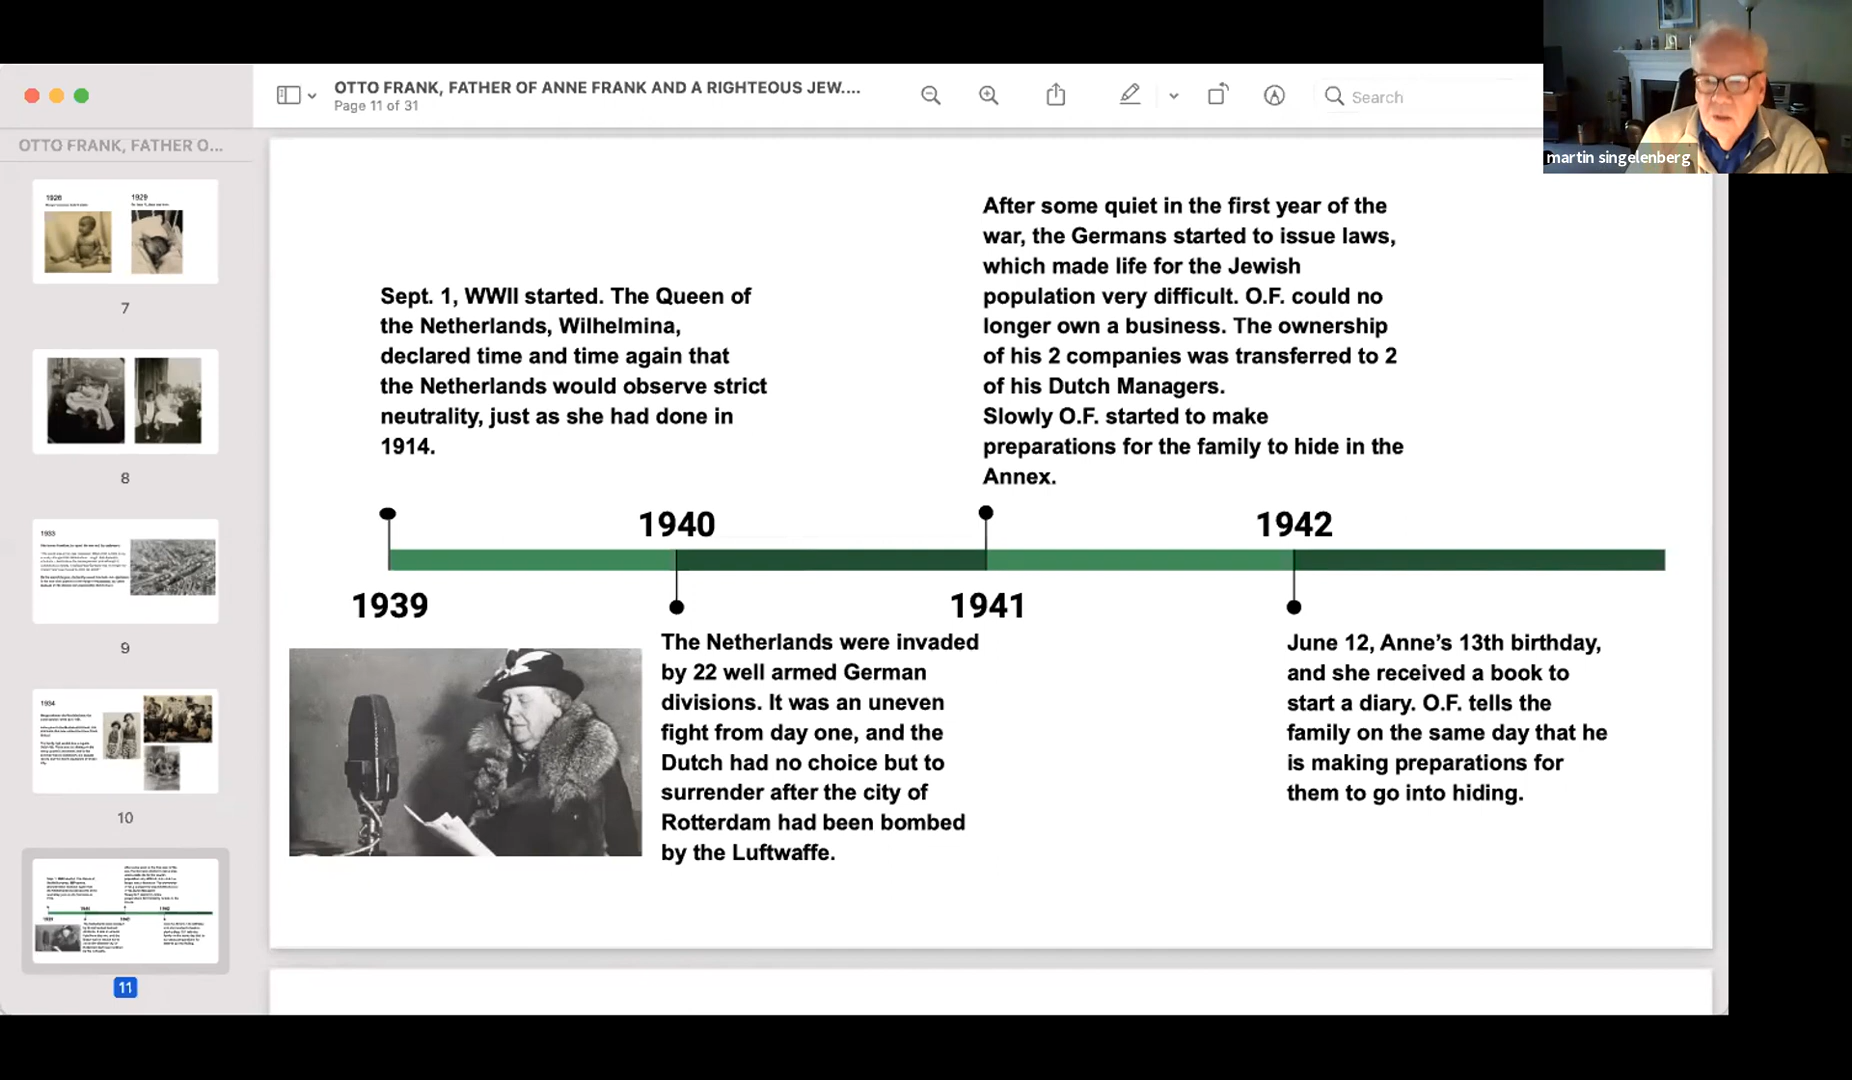 OTTO FRANK, FATHER OF ANNE FRANK AND A RIGHTEOUS JEW....
Page 11 of 31
Search
martin singelenberg
OTTO FRANK, FATHER O...
1926
1929
7
8
1933
9
1934
10
11
Sept. 1, WWII started. The Queen of
the Netherlands, Wilhelmina,
declared time and time again that
the Netherlands would observe strict
neutrality, just as she had done in
1914.
After some quiet in the first year of the
war, the Germans started to issue laws,
which made life for the Jewish
population very difficult. O.F. could no
longer own a business. The ownership
of his 2 companies was transferred to 2
of his Dutch Managers.
Slowly O.F. started to make
preparations for the family to hide in the
Annex.
1940
1942
1939
1941
The Netherlands were invaded
by 22 well armed German
divisions. It was an uneven
fight from day one, and the
Dutch had no choice but to
surrender after the city of
Rotterdam had been bombed
by the Luftwaffe.
June 12, Anne’s 13th birthday,
and she received a book to
start a diary. O.F. tells the
family on the same day that he
is making preparations for
them to go into hiding.